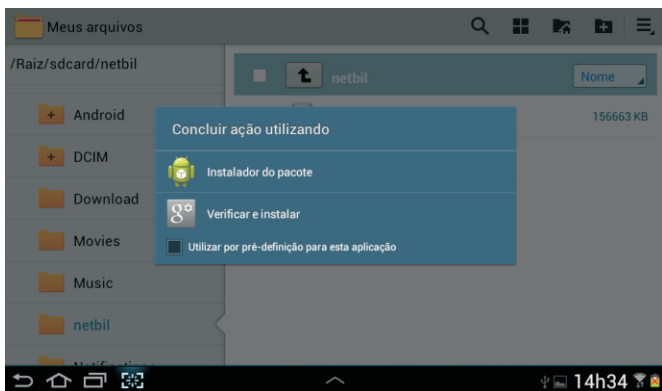 Meus arquivos
/Raiz/sdcard/netbil
netbil
Nome
Android
156663 KB
Concluir ação utilizando
DCIM
Instalador do pacote
Download
Verificar e instalar
Movies
Utilizar por pré-definição para esta aplicação
Music
netbil
14h34